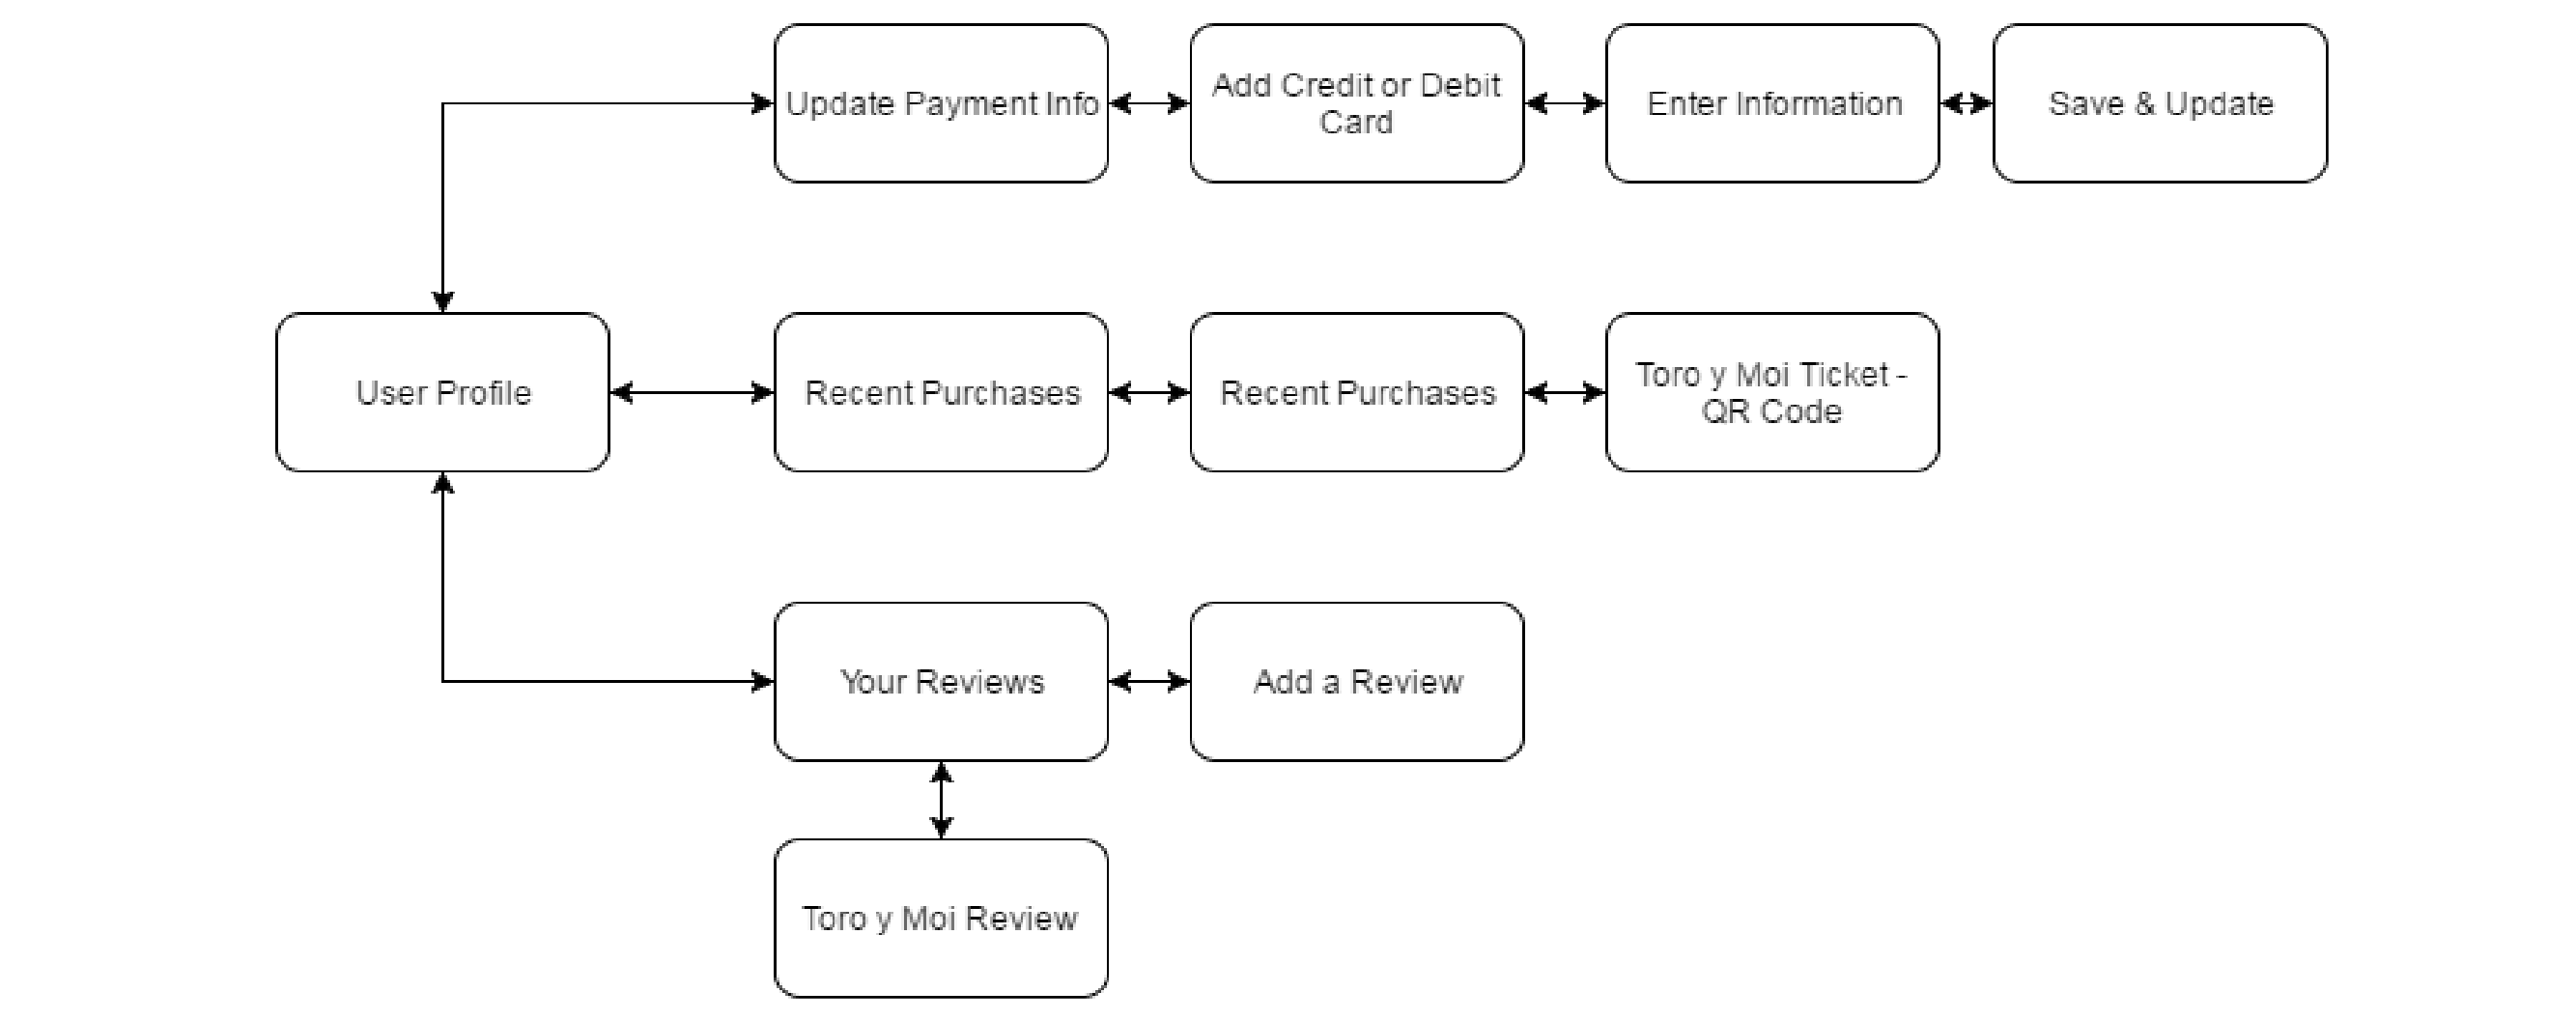 Update Payment Info
Add Credit or Debit
Card
Enter Information
Save & Update
User Profile
Recent Purchases
Recent Purchases
Toro y Moi Ticket -
QR Code
Your Reviews
Add a Review
Toro y Moi Review